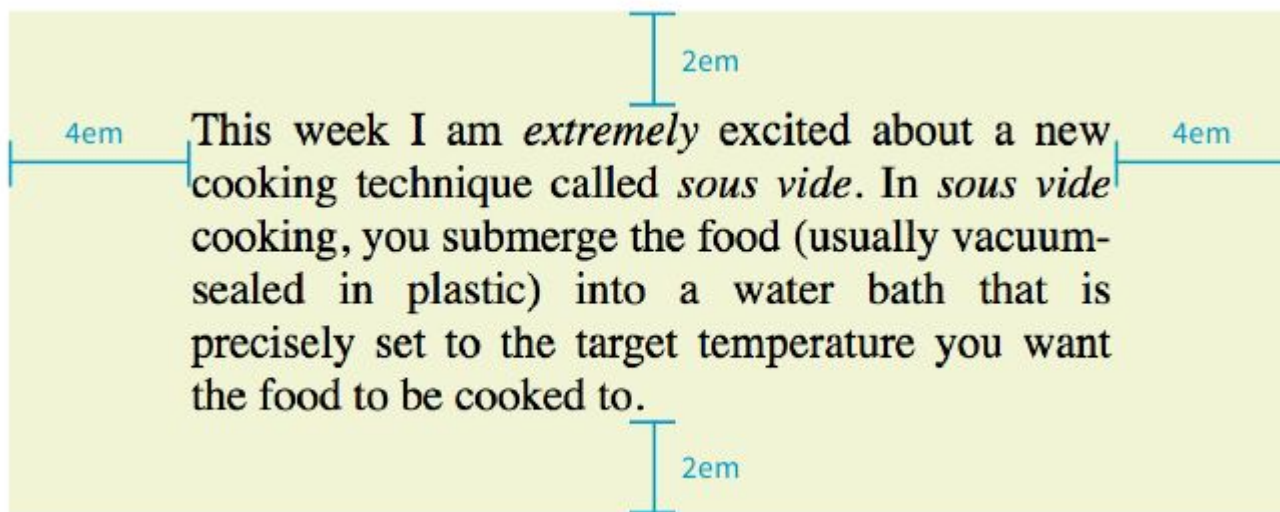 2em
4em
This week I am extremely excited about a new
4em
cooking technique called sous vide. In sous vide
cooking, you submerge the food (usually vacuum-
sealed in plastic) into a water bath that is
precisely set to the target temperature you want
the food to be cooked to.
2em